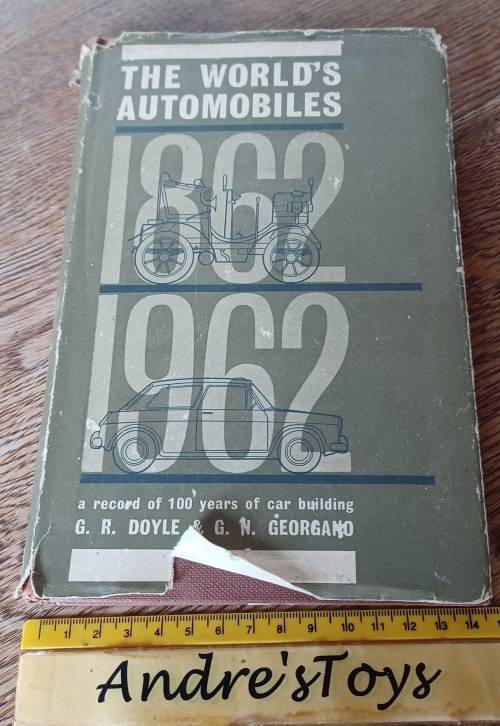 THE WORLD'S
AUTOMOBILES
1862
1962
a record of 100 years of car building
G. R. DOYLE & G. N. GEORGANO
1 2 3 4 5 6 7 8 9 10 11 12 13 14
Andre'sToys